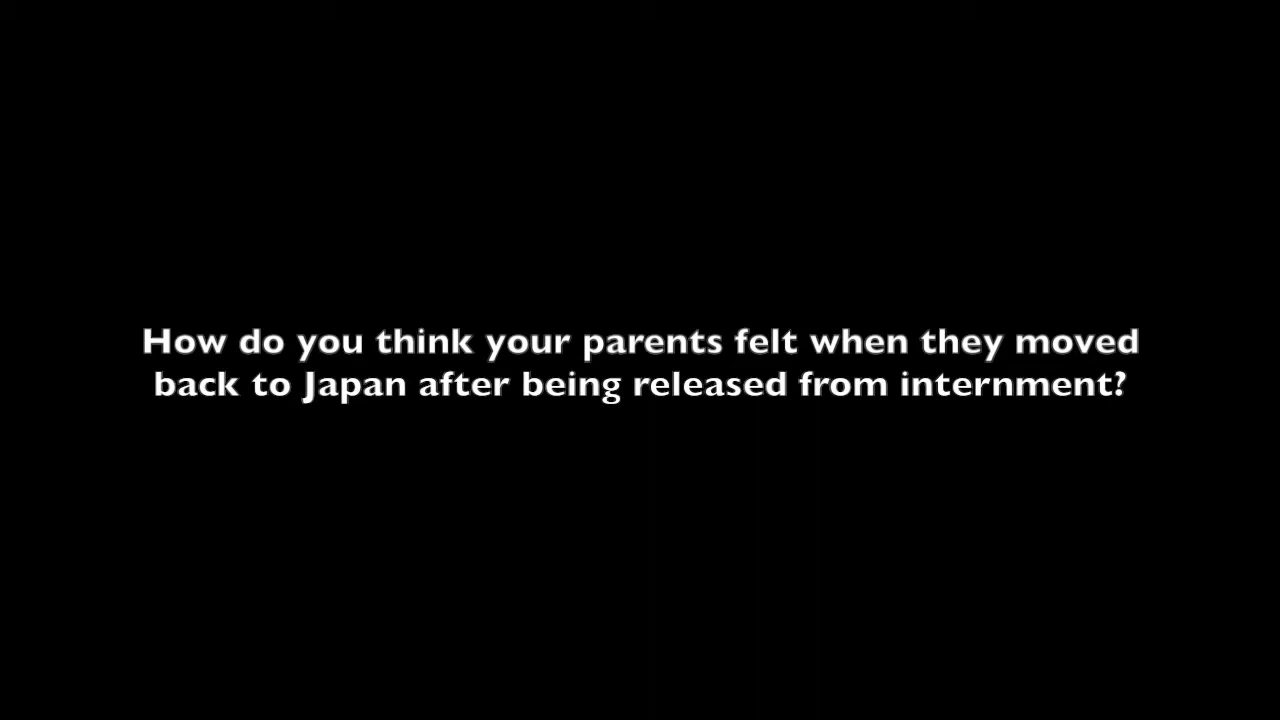 How do you think your parents felt when they moved
back to Japan after being released from internment?